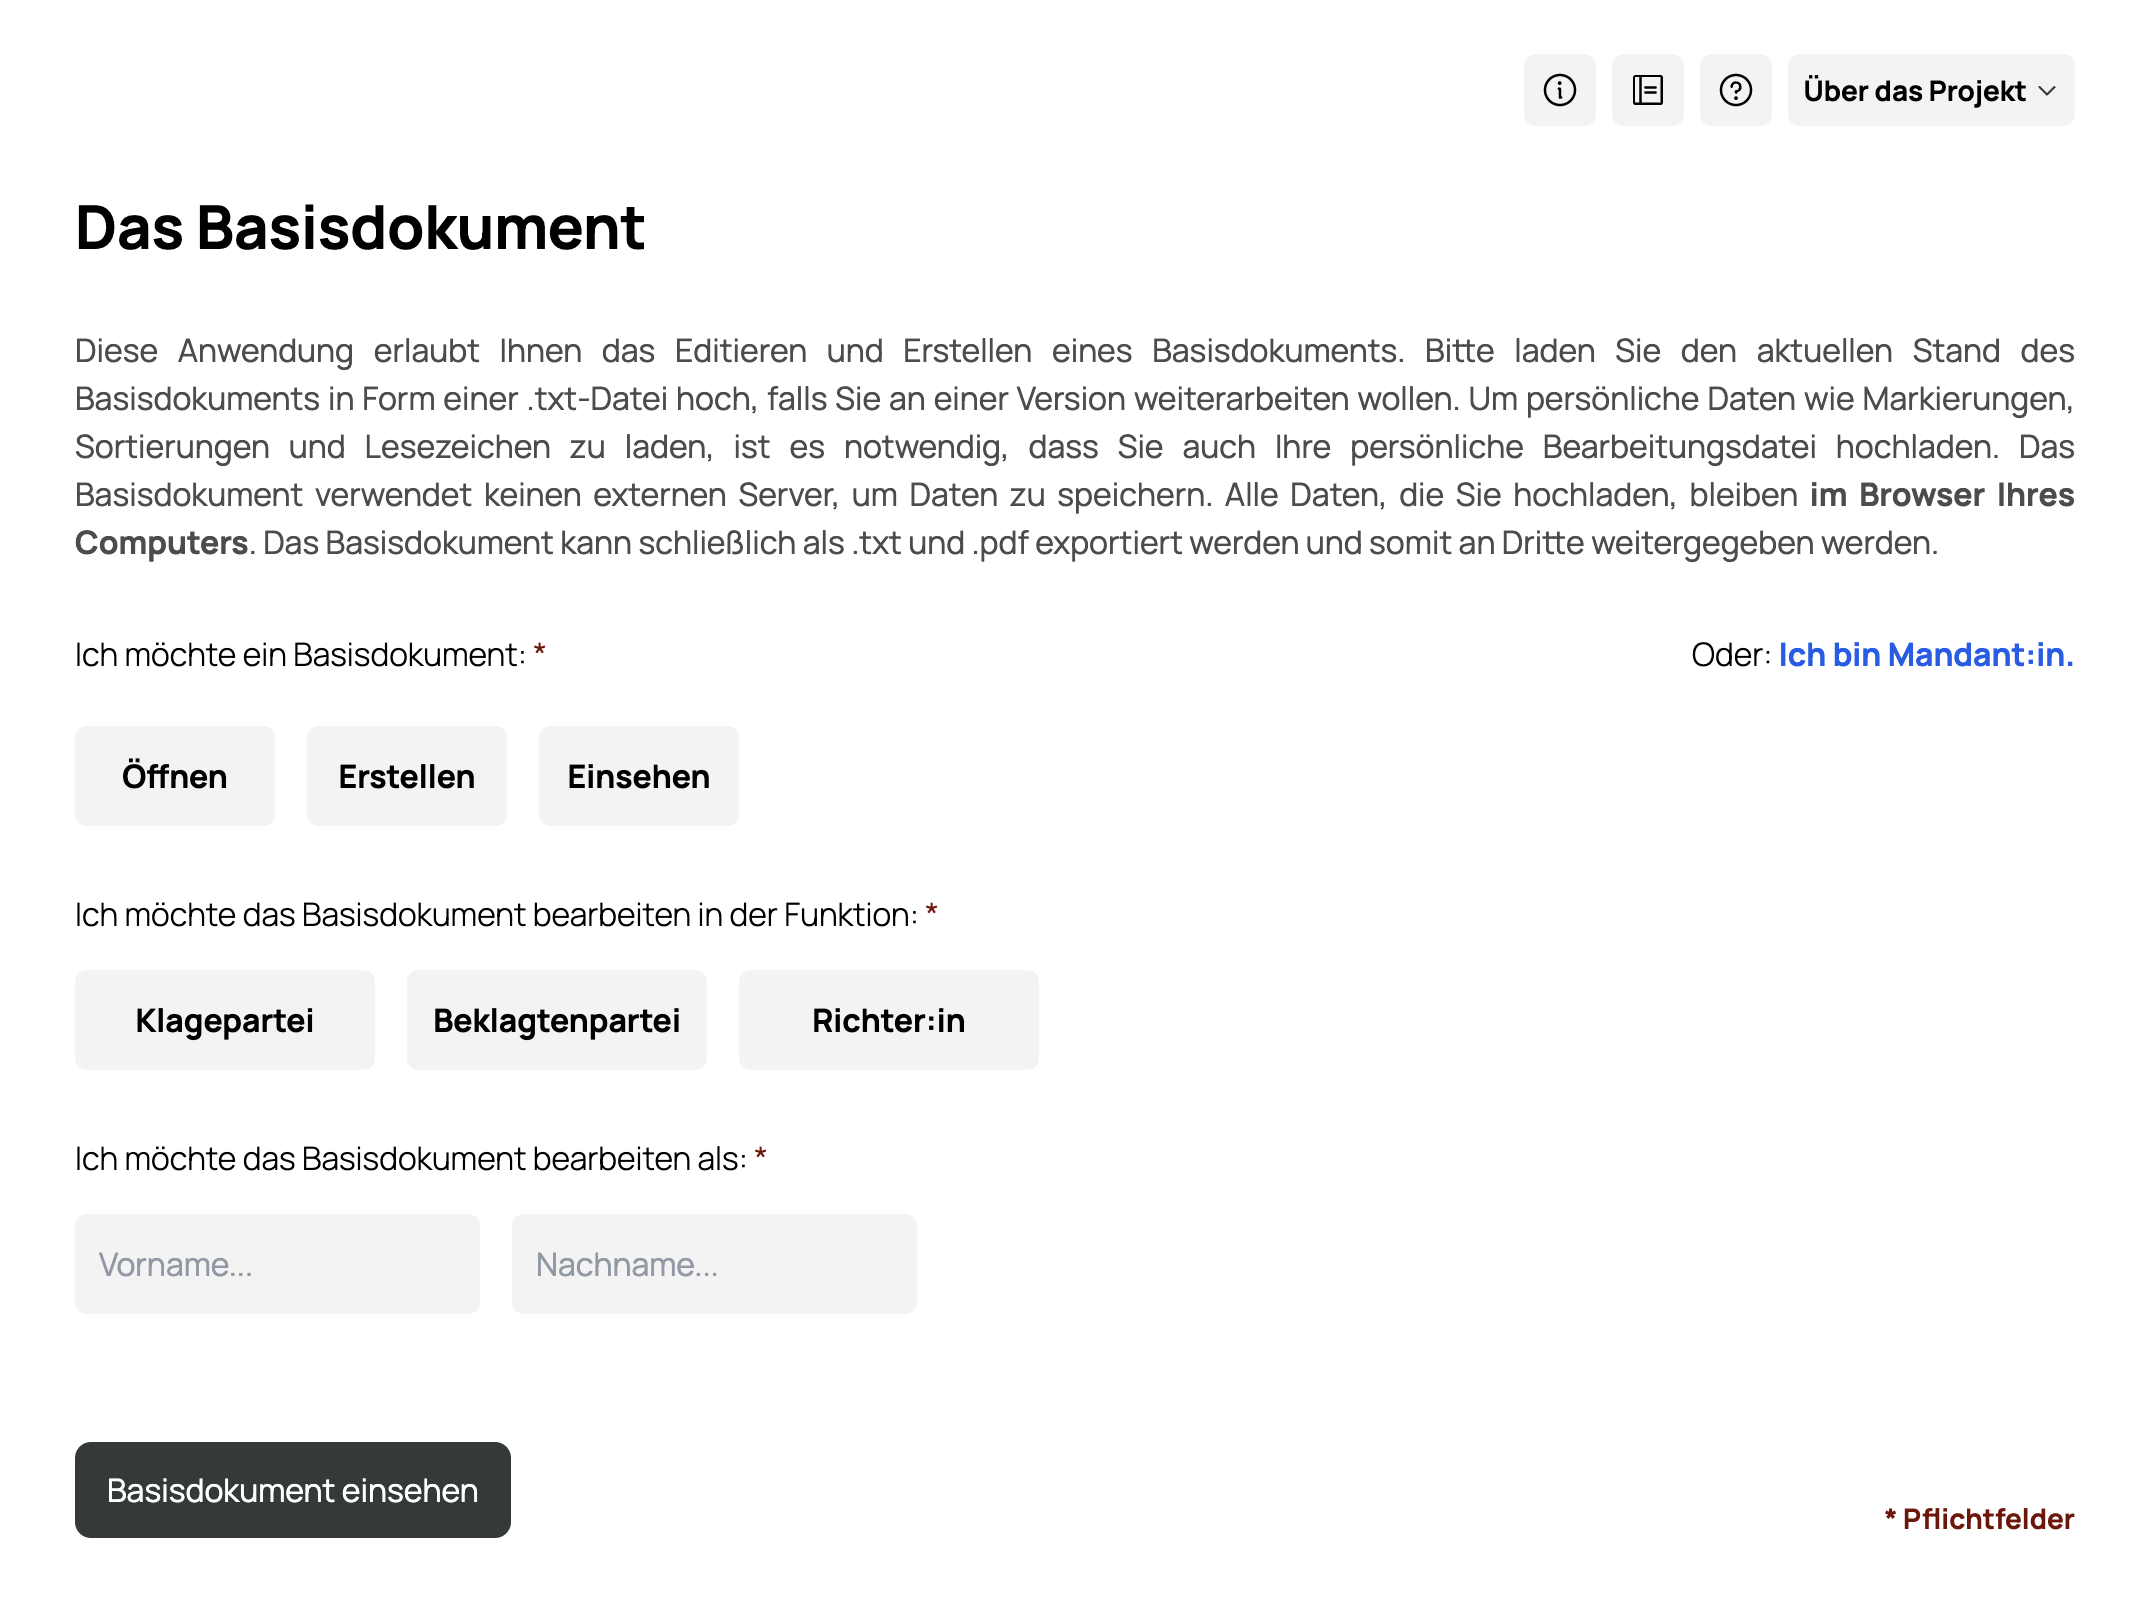 Über das Projekt
Das Basisdokument
Diese Anwendung erlaubt Ihnen das Editieren und Erstellen eines Basisdokuments. Bitte laden Sie den aktuellen Stand des
Basisdokuments in Form einer .txt-Datei hoch, falls Sie an einer Version weiterarbeiten wollen. Um persönliche Daten wie Markierungen,
Sortierungen und Lesezeichen zu laden, ist es notwendig, dass Sie auch Ihre persönliche Bearbeitungsdatei hochladen. Das
Basisdokument verwendet keinen externen Server, um Daten zu speichern. Alle Daten, die Sie hochladen, bleiben im Browser Ihres
Computers. Das Basisdokument kann schließlich als .txt und .pdf exportiert werden und somit an Dritte weitergegeben werden.
Ich möchte ein Basisdokument: * Oder: Ich bin Mandant:in.
Öffnen Erstellen Einsehen
Ich möchte das Basisdokument bearbeiten in der Funktion: *
Klagepartei Beklagtenpartei Richter:in
Ich möchte das Basisdokument bearbeiten als: *
Vorname... Nachname...
Basisdokument einsehen
* Pflichtfelder